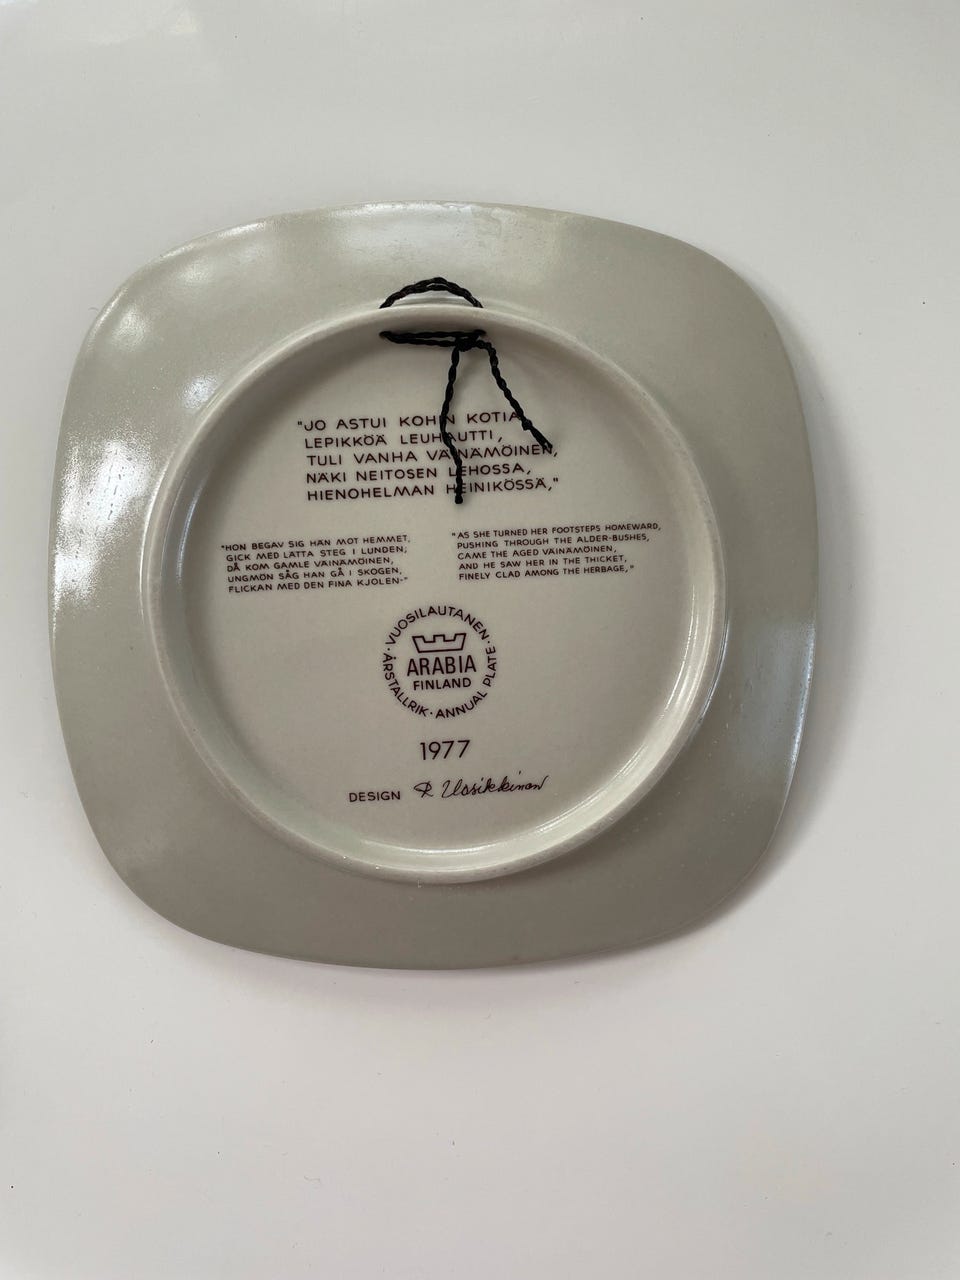 "JO ASTUI KOHIN KOTIA,
LEPIKKÖÄ LEUHAUTTI,
TULI VANHA VÄINÄMÖINEN,
NÄKI NEITOSEN LEHOSSA,
HIENOHELMAN HEINIKÖSSÄ,"
"HON BEGAV SIG HÄN MOT HEMMET,
GICK MED LÄTTA STEG I LUNDEN;
DÅ KOM GAMLE VÄINÄMÖINEN,
UNGMÖN SÅG HAN GÅ I SKOGEN,
FLICKAN MED DEN FINA KJOLEN-"
"AS SHE TURNED HER FOOTSTEPS HOMEWARD,
PUSHING THROUGH THE ALDER-BUSHES,
CAME THE AGED VÄINÄMÖINEN,
AND HE SAW HER IN THE THICKET,
FINELY CLAD AMONG THE HERBAGE,"
·VUOSILAUTANEN·
ARABIA
FINLAND
ÅRSTALLRIK·ANNUAL PLATE
1977
DESIGN R Uosikkinen